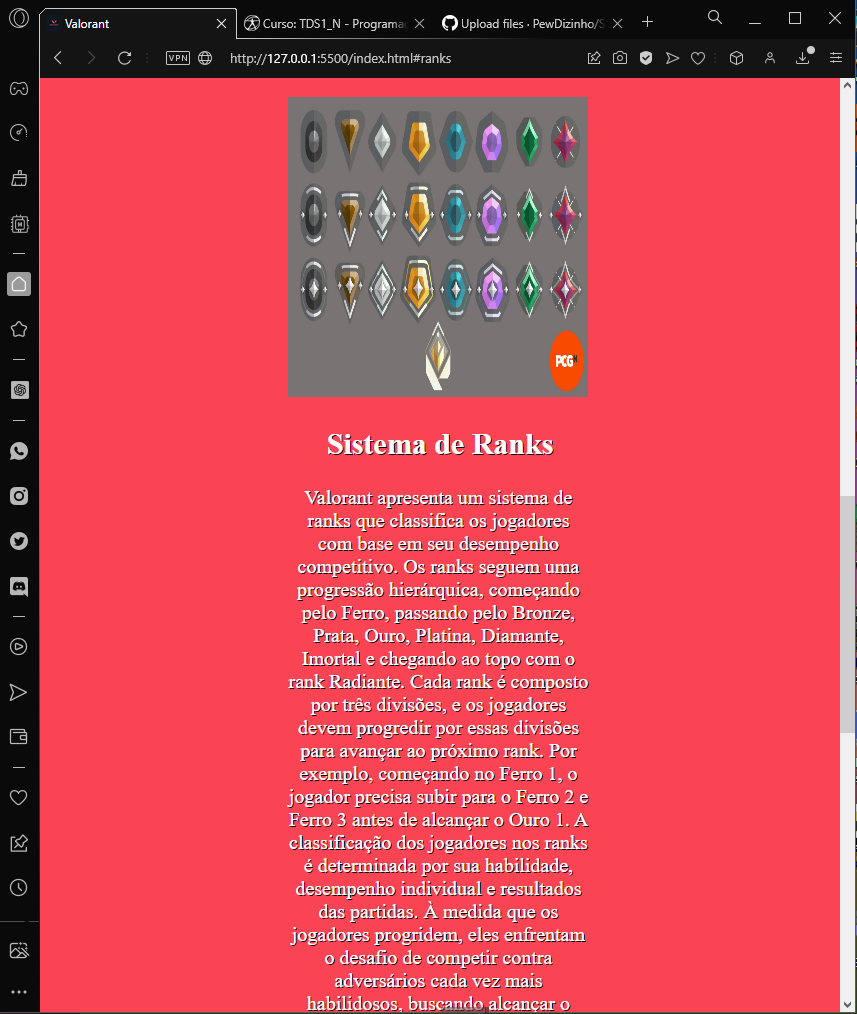 Valorant
Curso: TDS1_N - Programaç
Upload files · PewDizinho/S
VPN
http://127.0.0.1:5500/index.html#ranks
PCGN
Sistema de Ranks
Valorant apresenta um sistema de
ranks que classifica os jogadores
com base em seu desempenho
competitivo. Os ranks seguem uma
progressão hierárquica, começando
pelo Ferro, passando pelo Bronze,
Prata, Ouro, Platina, Diamante,
Imortal e chegando ao topo com o
rank Radiante. Cada rank é composto
por três divisões, e os jogadores
devem progredir por essas divisões
para avançar ao próximo rank. Por
exemplo, começando no Ferro 1, o
jogador precisa subir para o Ferro 2 e
Ferro 3 antes de alcançar o Ouro 1. A
classificação dos jogadores nos ranks
é determinada por sua habilidade,
desempenho individual e resultados
das partidas. À medida que os
jogadores progridem, eles enfrentam
o desafio de competir contra
adversários cada vez mais
habilidosos, buscando alcançar o